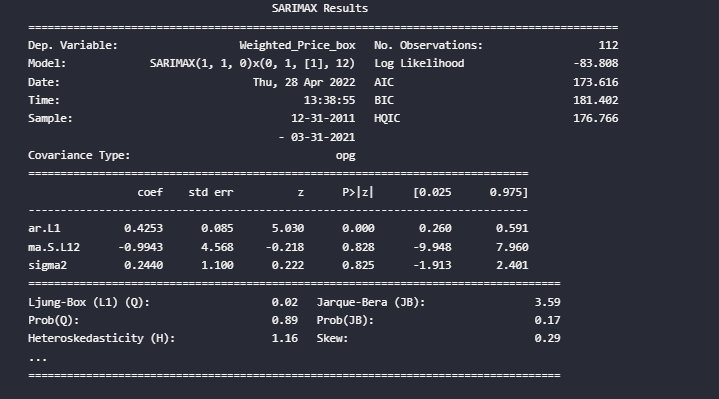 SARIMAX Results
==========================================================================================
Dep. Variable: Weighted_Price_box No. Observations: 112
Model: SARIMAX(1, 1, 0)x(0, 1, [1], 12) Log Likelihood -83.808
Date: Thu, 28 Apr 2022 AIC 173.616
Time: 13:38:55 BIC 181.402
Sample: 12-31-2011 HQIC 176.766
- 03-31-2021
Covariance Type: opg
==============================================================================
coef std err z P>|z| [0.025 0.975]
------------------------------------------------------------------------------
ar.L1 0.4253 0.085 5.030 0.000 0.260 0.591
ma.S.L12 -0.9943 4.568 -0.218 0.828 -9.948 7.960
sigma2 0.2440 1.100 0.222 0.825 -1.913 2.401
===================================================================================
Ljung-Box (L1) (Q): 0.02 Jarque-Bera (JB): 3.59
Prob(Q): 0.89 Prob(JB): 0.17
Heteroskedasticity (H): 1.16 Skew: 0.29
...
===================================================================================